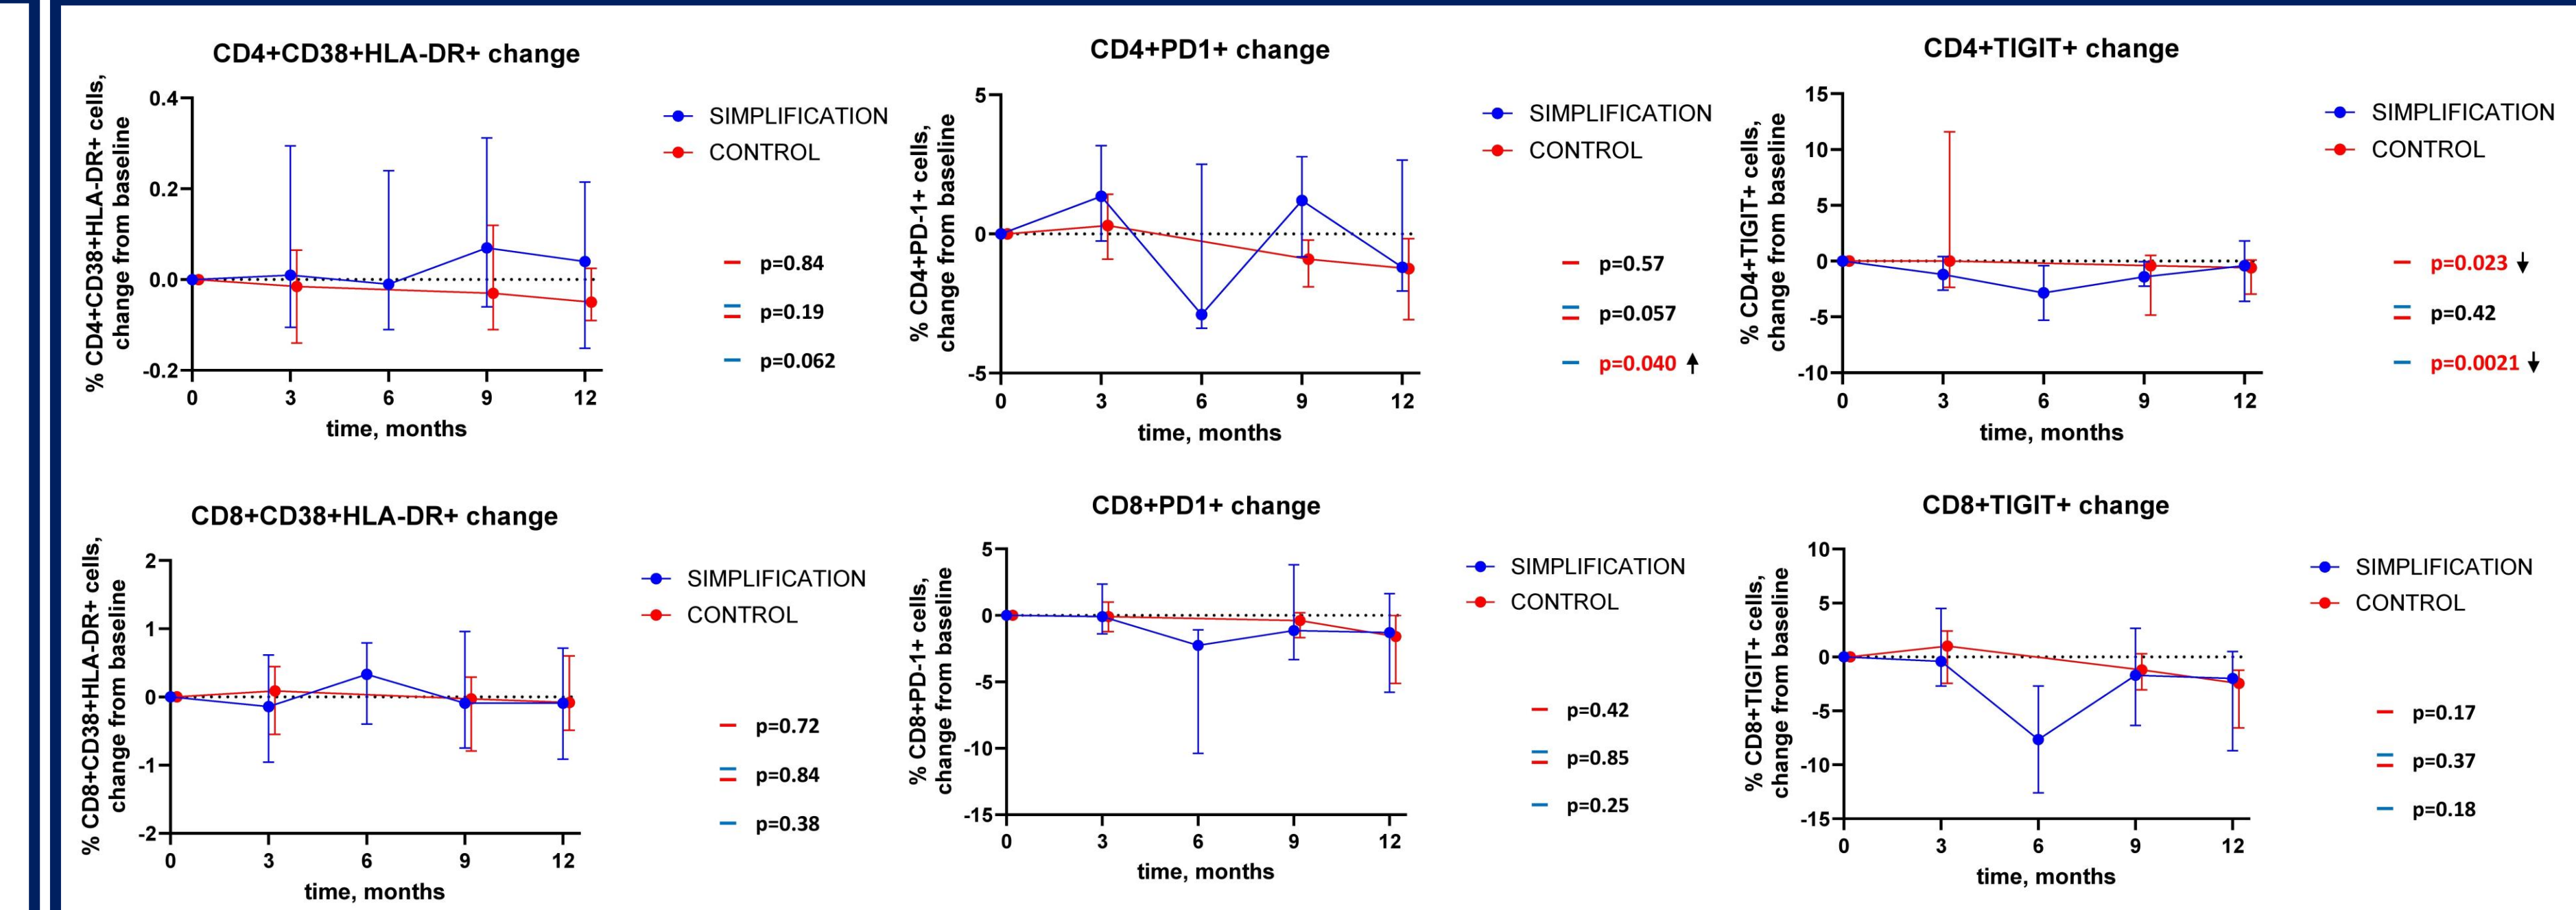 CD4+CD38+HLA-DR+ change
% CD4+CD38+HLA-DR+ cells,
change from baseline
0.4
0.2
0.0
-0.2
0 3 6 9 12
time, months
SIMPLIFICATION
CONTROL
p=0.84
p=0.19
p=0.062
CD4+PD1+ change
% CD4+PD-1+ cells,
change from baseline
5
0
-5
0 3 6 9 12
time, months
SIMPLIFICATION
CONTROL
p=0.57
p=0.057
p=0.040 ↑
CD4+TIGIT+ change
% CD4+TIGIT+ cells,
change from baseline
15
10
5
0
-5
-10
0 3 6 9 12
time, months
SIMPLIFICATION
CONTROL
p=0.023 ↓
p=0.42
p=0.0021 ↓
CD8+CD38+HLA-DR+ change
% CD8+CD38+HLA-DR+ cells,
change from baseline
2
1
0
-1
-2
0 3 6 9 12
time, months
SIMPLIFICATION
CONTROL
p=0.72
p=0.84
p=0.38
CD8+PD1+ change
% CD8+PD-1+ cells,
change from baseline
5
0
-5
-10
-15
0 3 6 9 12
time, months
SIMPLIFICATION
CONTROL
p=0.42
p=0.85
p=0.25
CD8+TIGIT+ change
% CD8+TIGIT+ cells,
change from baseline
10
5
0
-5
-10
-15
0 3 6 9 12
time, months
SIMPLIFICATION
CONTROL
p=0.17
p=0.37
p=0.18